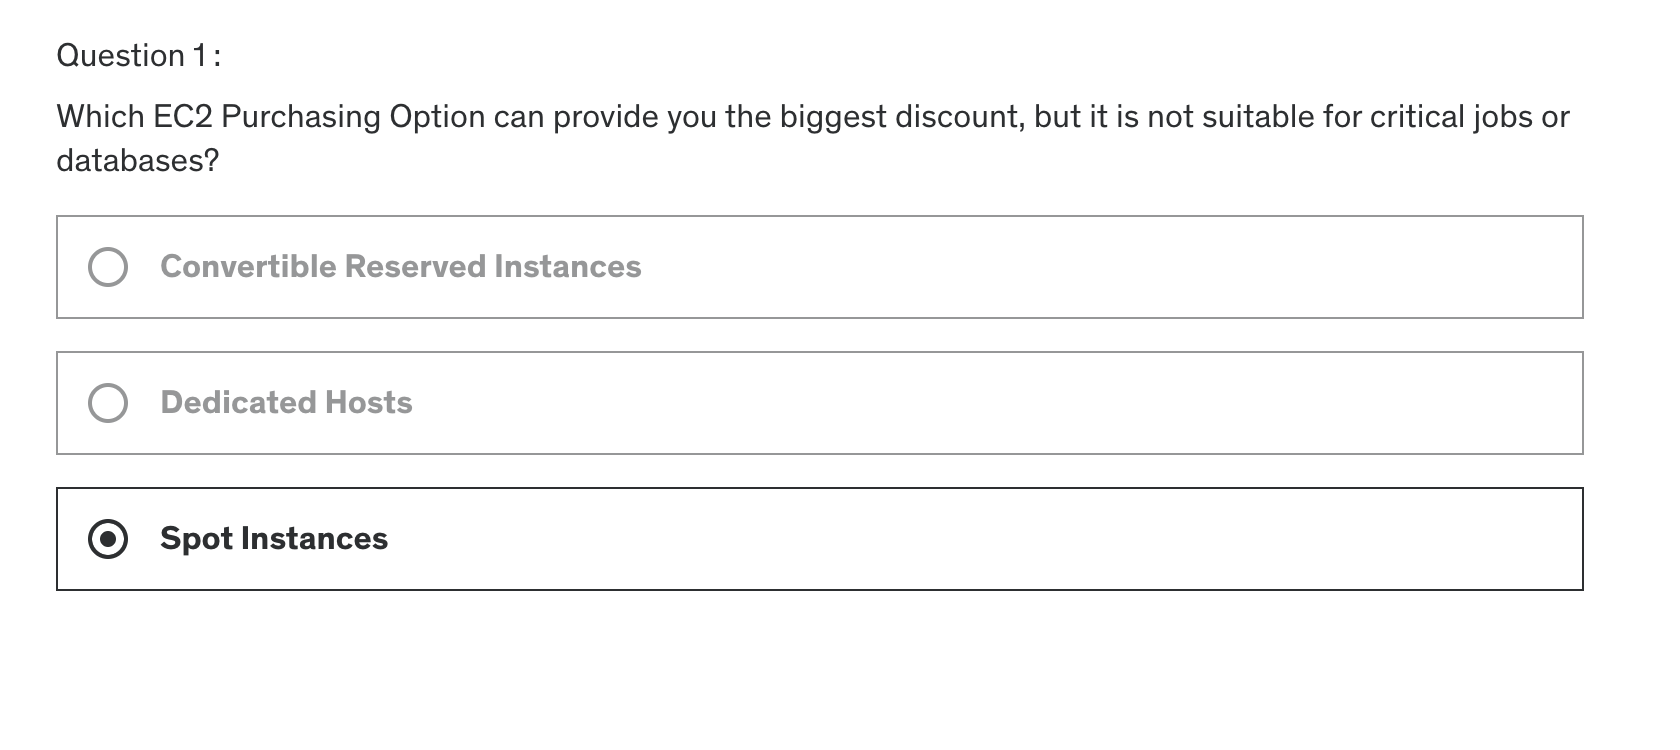 Question 1:
Which EC2 Purchasing Option can provide you the biggest discount, but it is not suitable for critical jobs or
databases?
Convertible Reserved Instances
Dedicated Hosts
Spot Instances